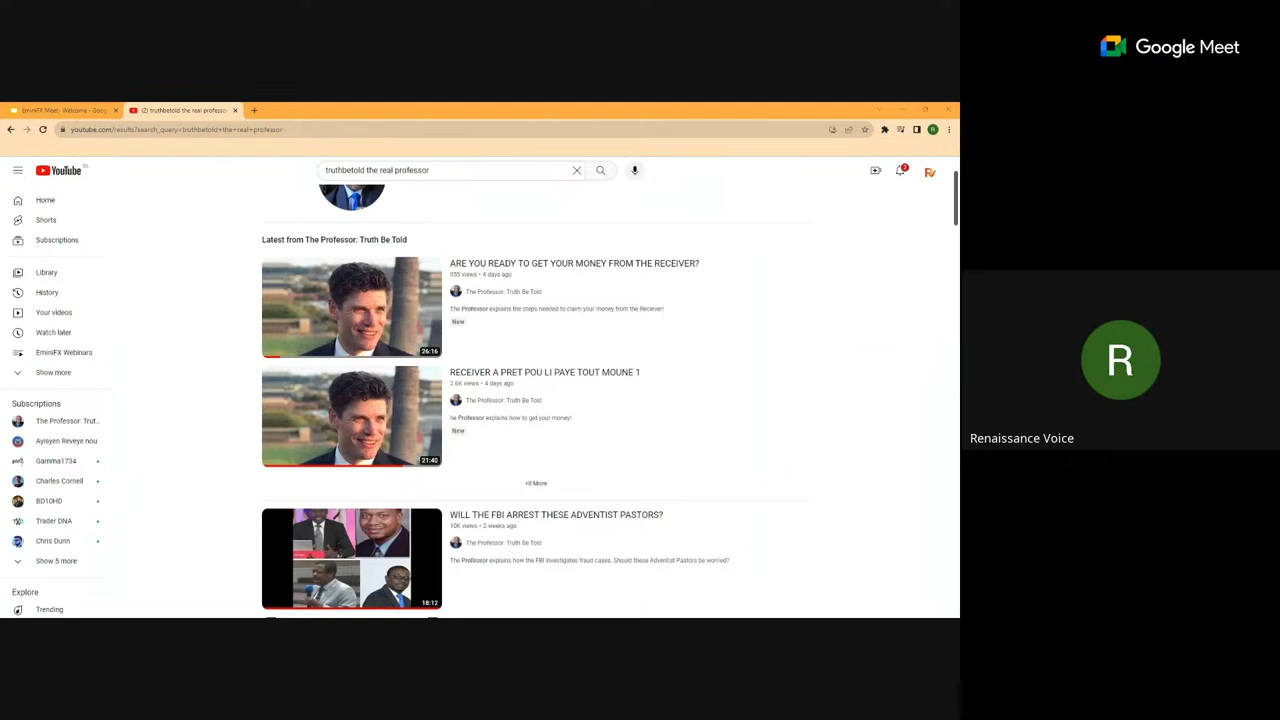 Google Meet
EminiFX Meet: Welcome - Goog
(2) truthbetold the real professor
youtube.com/results?search_query=truthbetold+the+real+professor
R
YouTube
CL
truthbetold the real professor
7
RV
Home
Shorts
Subscriptions
Library
History
Your videos
Watch later
EminiFX Webinars
Show more
Subscriptions
The Professor: Trut...
Ayisyen Reveye nou
Gamma1734
Charles Cornell
BD10HD
Trader DNA
Chris Dunn
Show 5 more
Explore
Trending
Latest from The Professor: Truth Be Told
26:16
ARE YOU READY TO GET YOUR MONEY FROM THE RECEIVER?
955 views • 4 days ago
The Professor: Truth Be Told
The Professor explains the steps needed to claim your money from the Receiver!
New
21:40
RECEIVER A PRET POU LI PAYE TOUT MOUNE 1
2.6K views • 4 days ago
The Professor: Truth Be Told
he Professor explains how to get your money!
New
+8 More
18:12
WILL THE FBI ARREST THESE ADVENTIST PASTORS?
10K views • 2 weeks ago
The Professor: Truth Be Told
The Professor explains how the FBI investigates fraud cases. Should these Adventist Pastors be worried?
R
Renaissance Voice